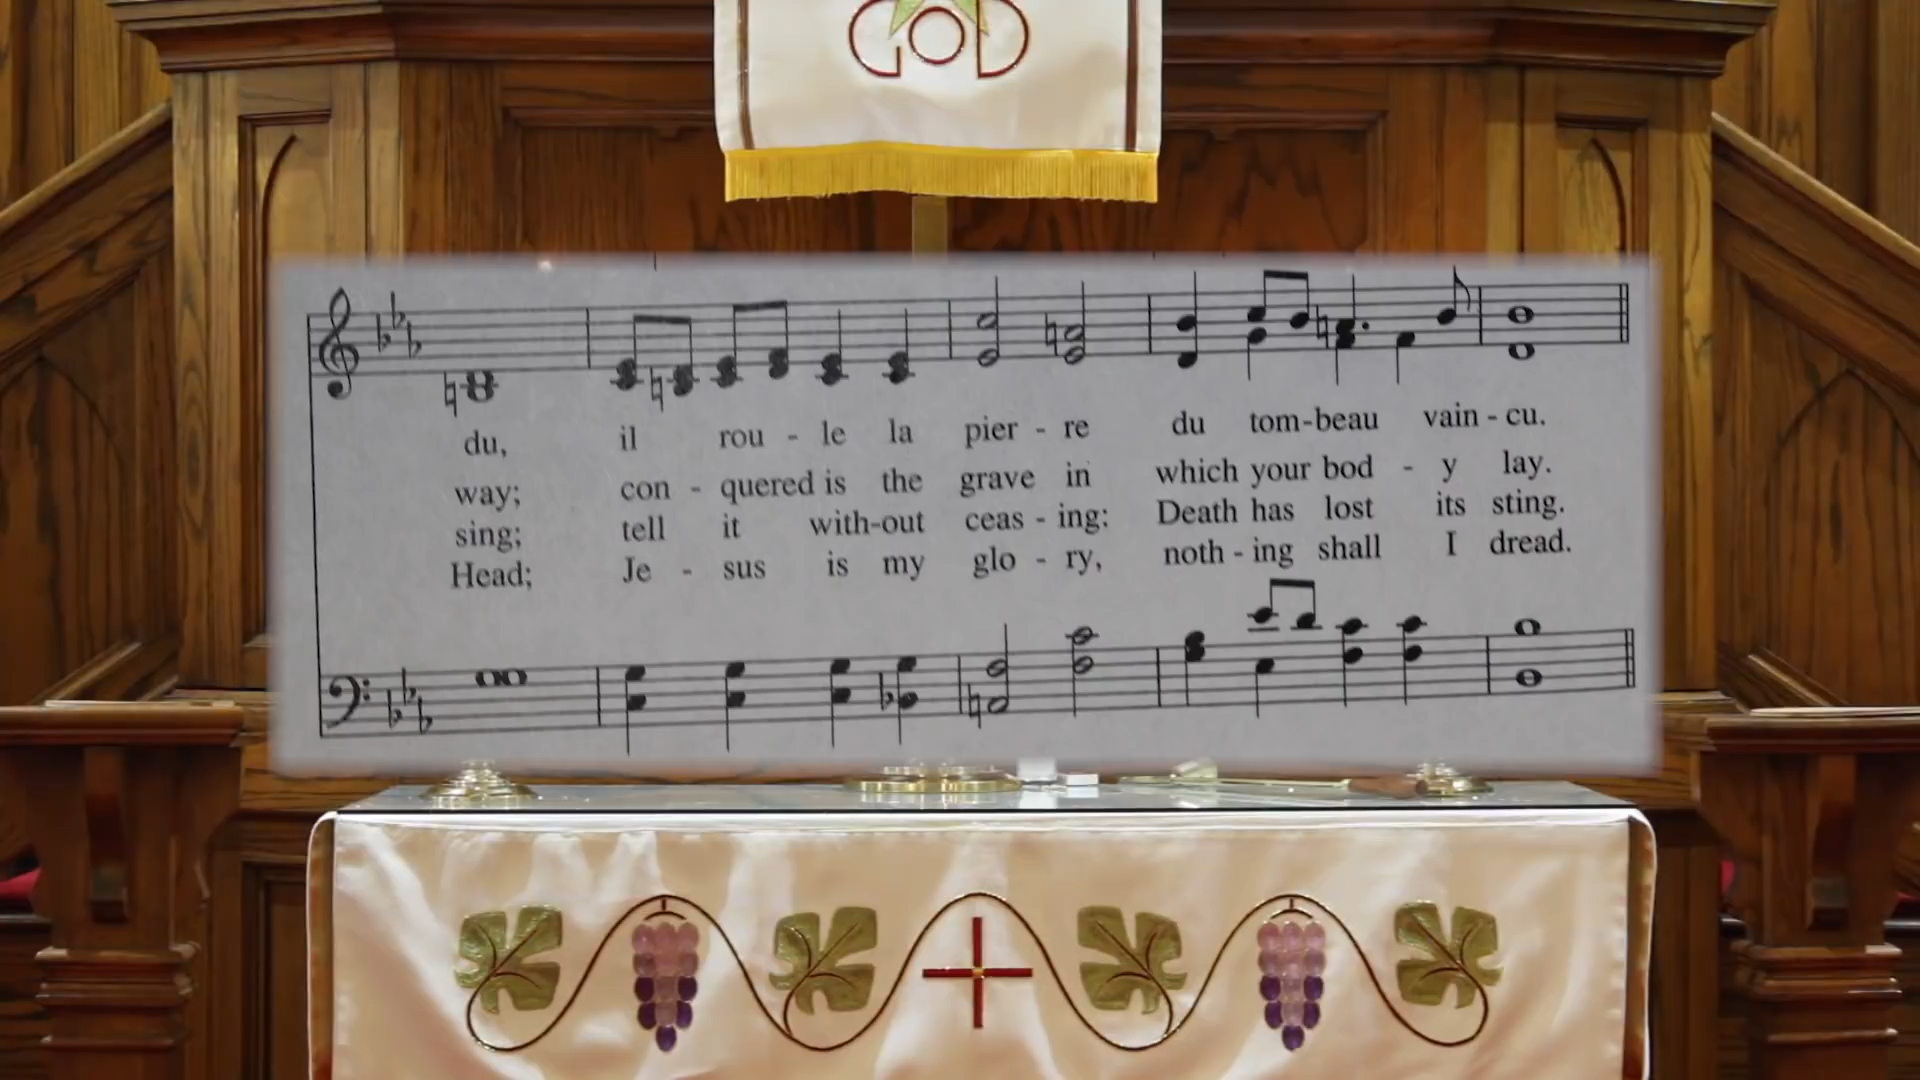 GOD
du, il rou - le la pier - re du tom-beau vain - cu.
way; con - quered is the grave in which your bod - y lay.
sing; tell it with-out ceas - ing: Death has lost its sting.
Head; Je - sus is my glo - ry, noth - ing shall I dread.